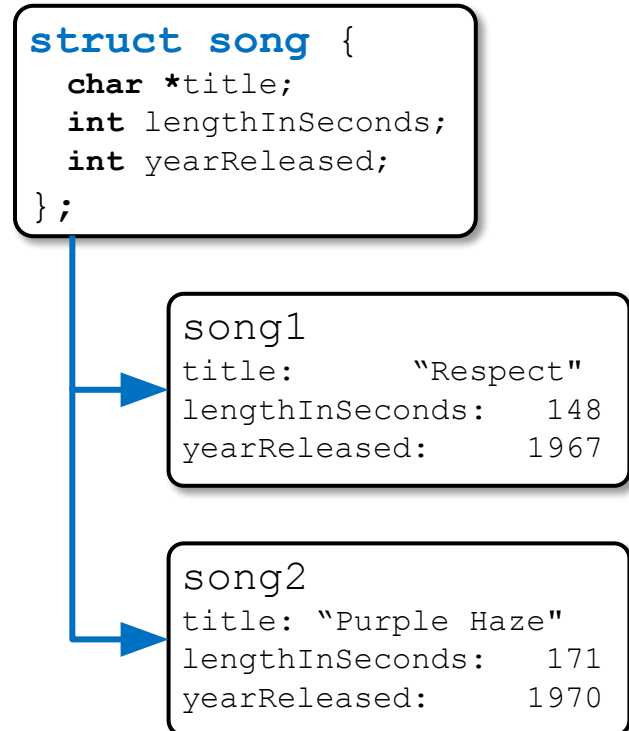 struct song {
char *title;
int lengthInSeconds;
int yearReleased;
};
song1
title: “Respect"
lengthInSeconds: 148
yearReleased: 1967
song2
title: “Purple Haze"
lengthInSeconds: 171
yearReleased: 1970